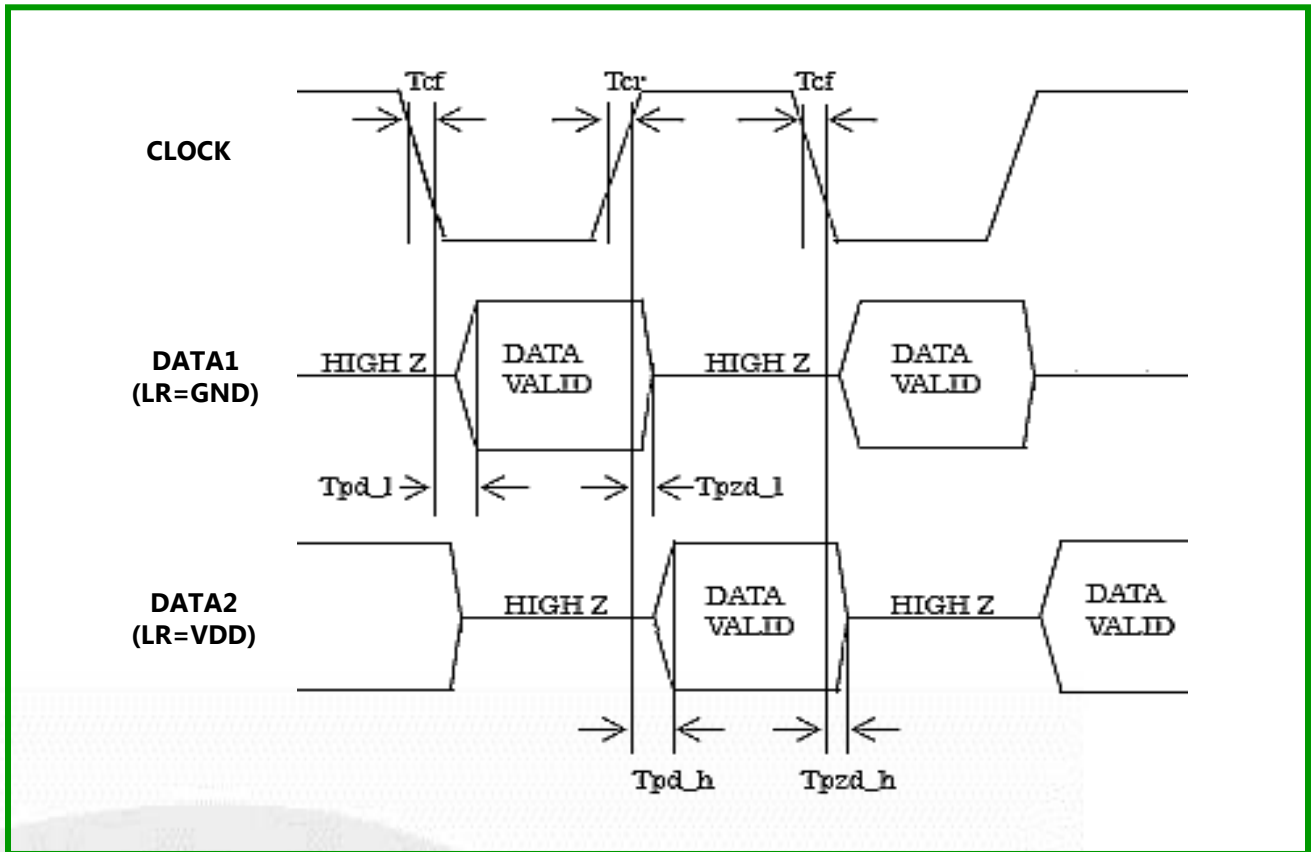 Tcf Tcr Tcf
CLOCK
DATA1
(LR=GND)
HIGH Z
DATA
VALID
HIGH Z
DATA
VALID
Tpd_l
Tpzd_l
DATA2
(LR=VDD)
HIGH Z
DATA
VALID
HIGH Z
DATA
VALID
Tpd_h
Tpzd_h